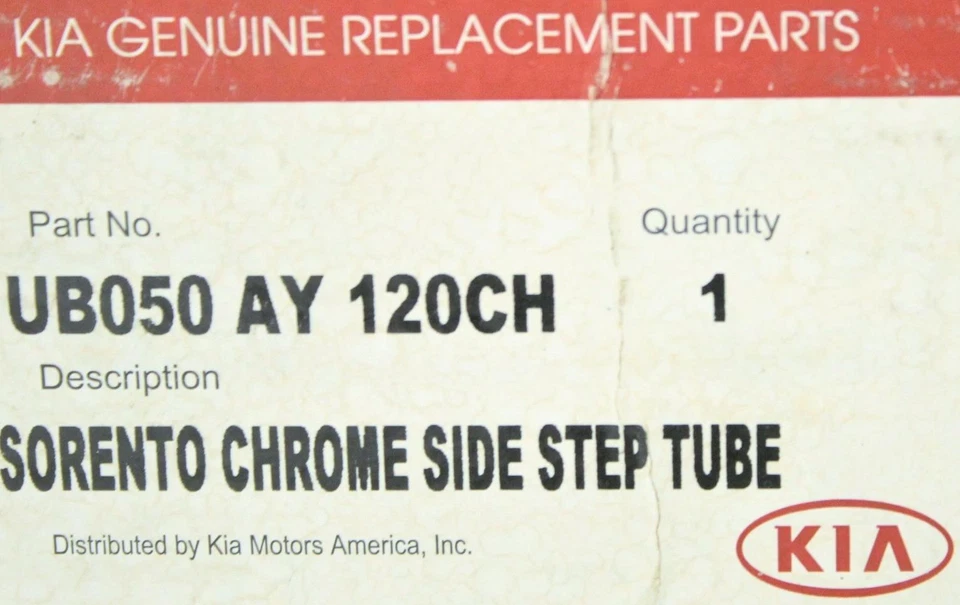 KIA GENUINE REPLACEMENT PARTS
Part No. Quantity
UB050 AY 120CH 1
Description
SORENTO CHROME SIDE STEP TUBE
Distributed by Kia Motors America, Inc.
KIA